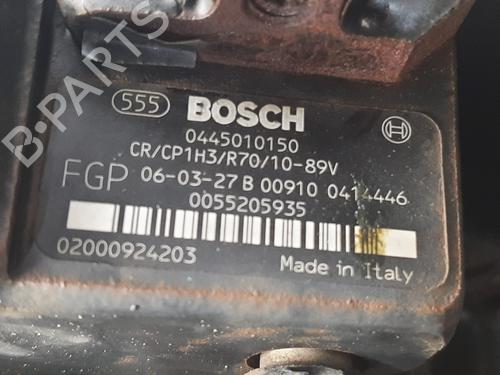 555 BOSCH
0445010150
CR/CP1H3/R70/10-89V
FGP 06-03-27 B 00910 0414446
0055205935
02000924203 Made in Italy
B-PARTS